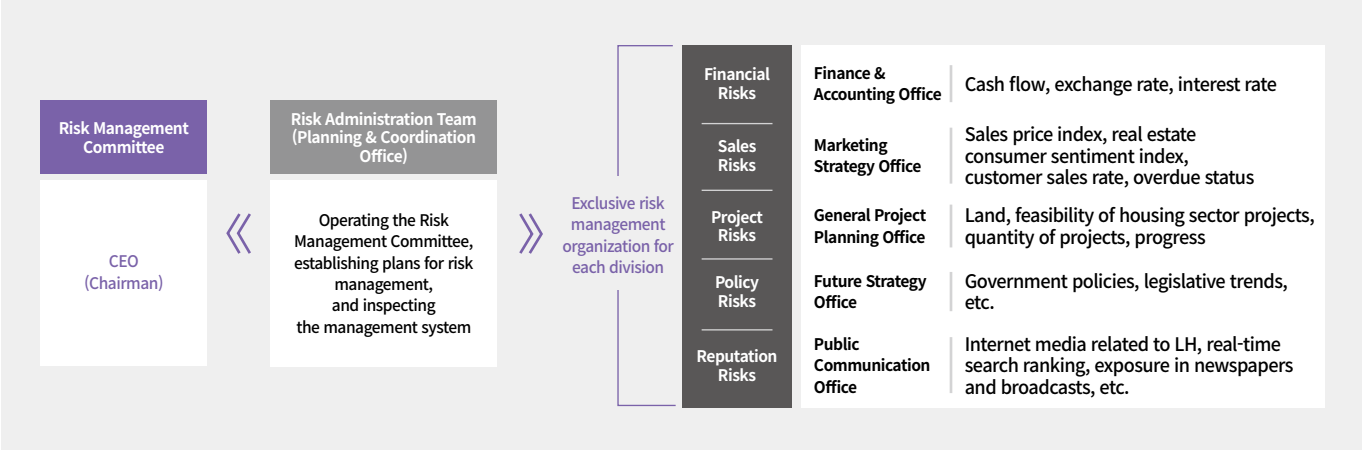 Risk Management
Committee
CEO
(Chairman)
Risk Administration Team
(Planning & Coordination
Office)
Operating the Risk
Management Committee,
establishing plans for risk
management,
and inspecting
the management system
Exclusive risk
management
organization for
each division
Financial
Risks
Finance &
Accounting Office
Cash flow, exchange rate, interest rate
Sales
Risks
Marketing
Strategy Office
Sales price index, real estate
consumer sentiment index,
customer sales rate, overdue status
Project
Risks
General Project
Planning Office
Land, feasibility of housing sector projects,
quantity of projects, progress
Policy
Risks
Future Strategy
Office
Government policies, legislative trends,
etc.
Reputation
Risks
Public
Communication
Office
Internet media related to LH, real-time
search ranking, exposure in newspapers
and broadcasts, etc.